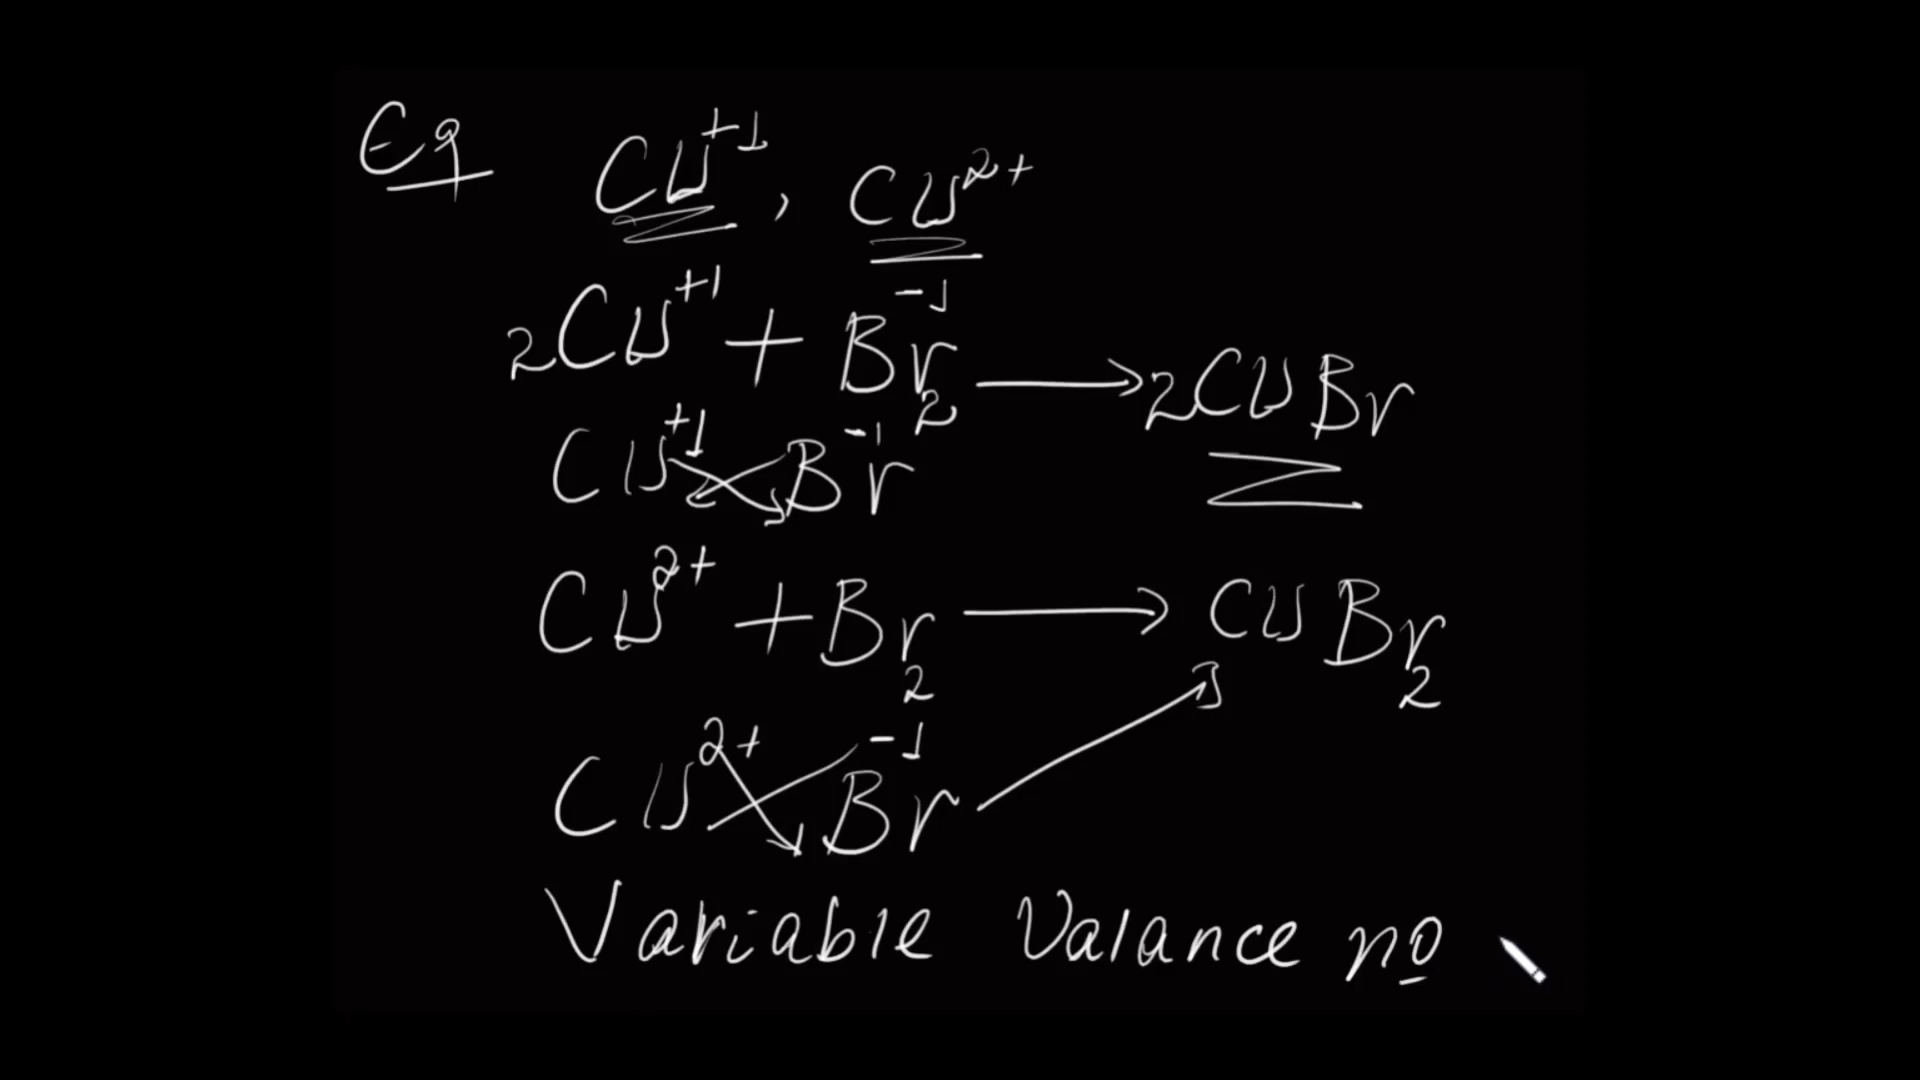 Eg Cu⁺¹, Cu²⁺
2Cu⁺¹ + Br₂⁻¹ → 2CuBr
Cu⁺¹ Br⁻¹
Cu²⁺ + Br₂ → CuBr₂
Cu²⁺ Br⁻¹
Variable Valance no